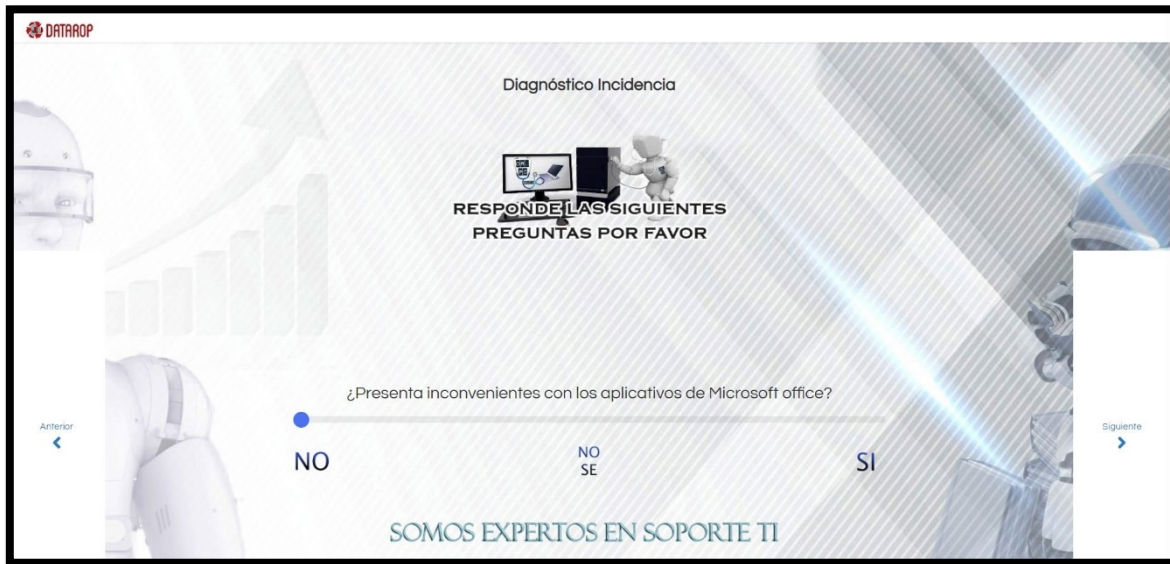 DATAROP
Diagnóstico Incidencia
RESPONDE LAS SIGUIENTES
PREGUNTAS POR FAVOR
¿Presenta inconvenientes con los aplicativos de Microsoft office?
Anterior
Siguiente
NO
NO
SE
SI
SOMOS EXPERTOS EN SOPORTE TI